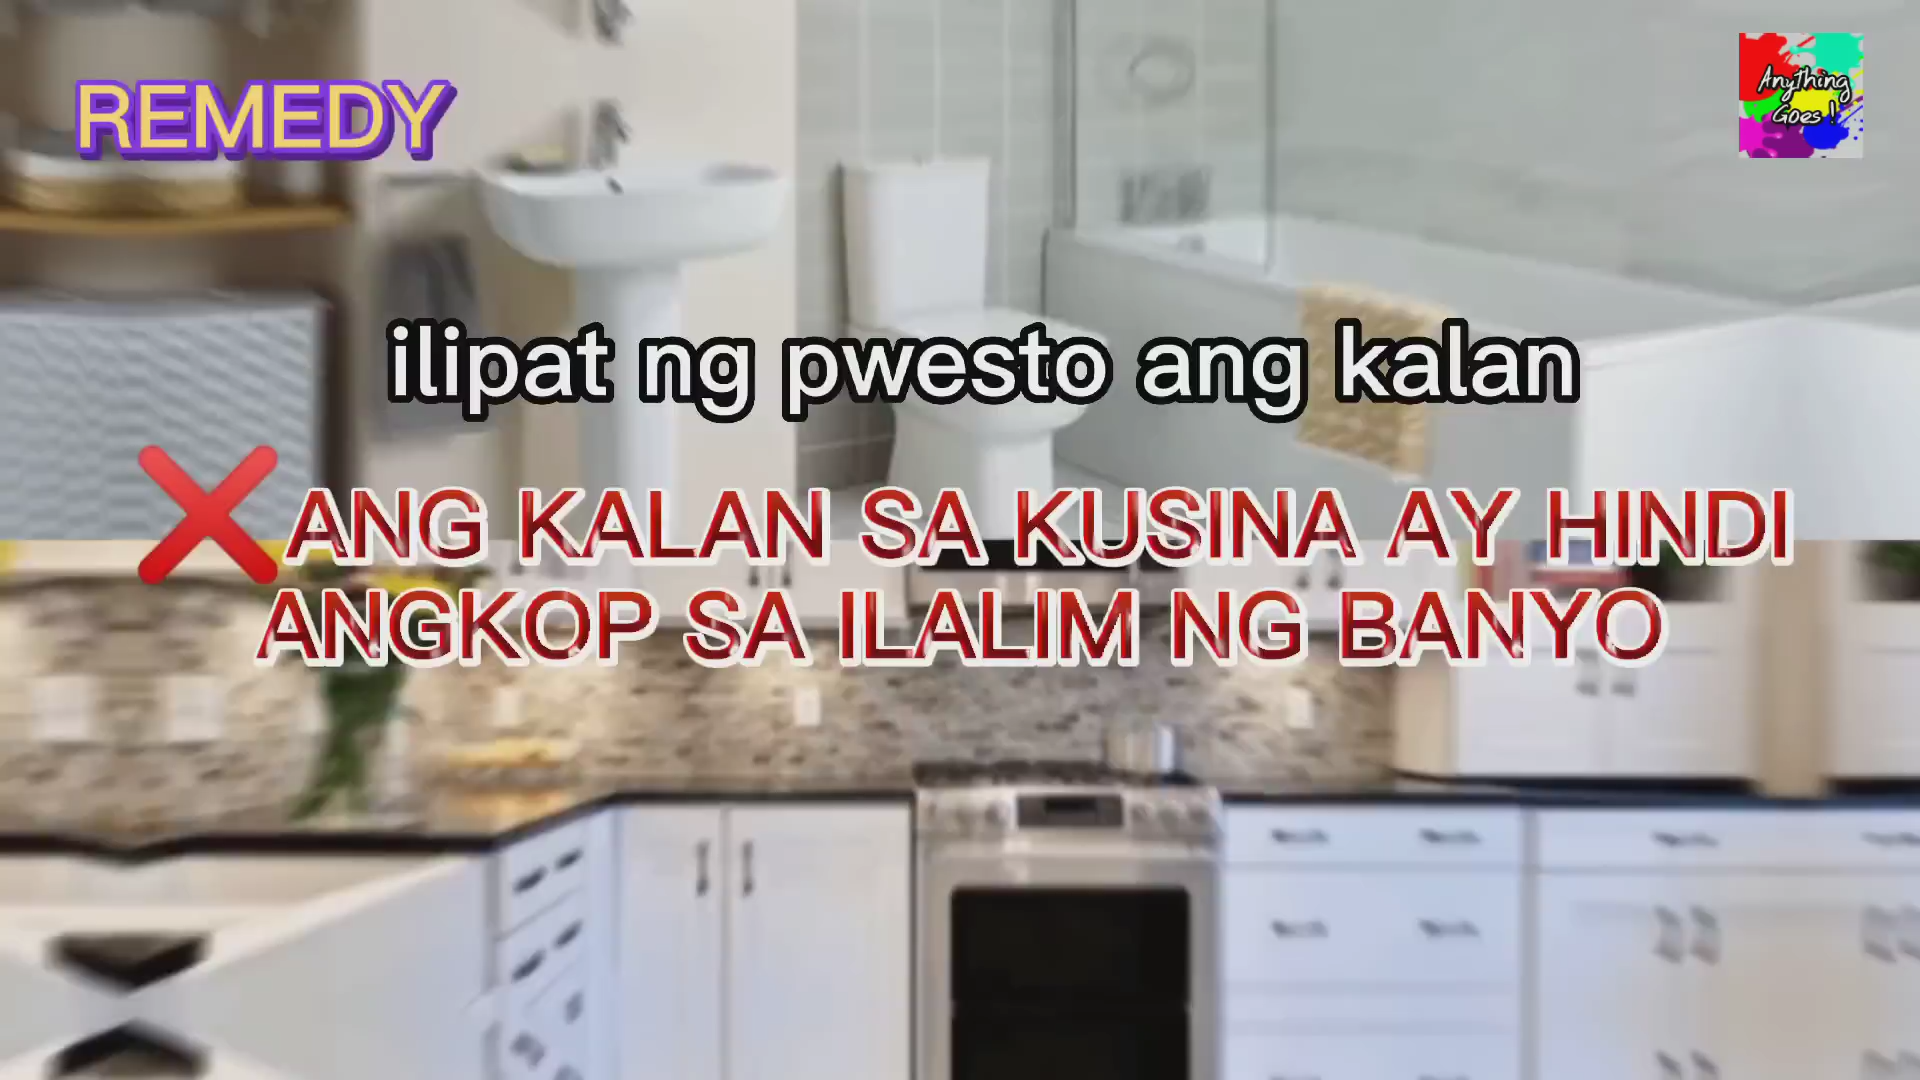 REMEDY
Anything
Goes!
ilipat ng pwesto ang kalan
❌ANG KALAN SA KUSINA AY HINDI
ANGKOP SA ILALIM NG BANYO